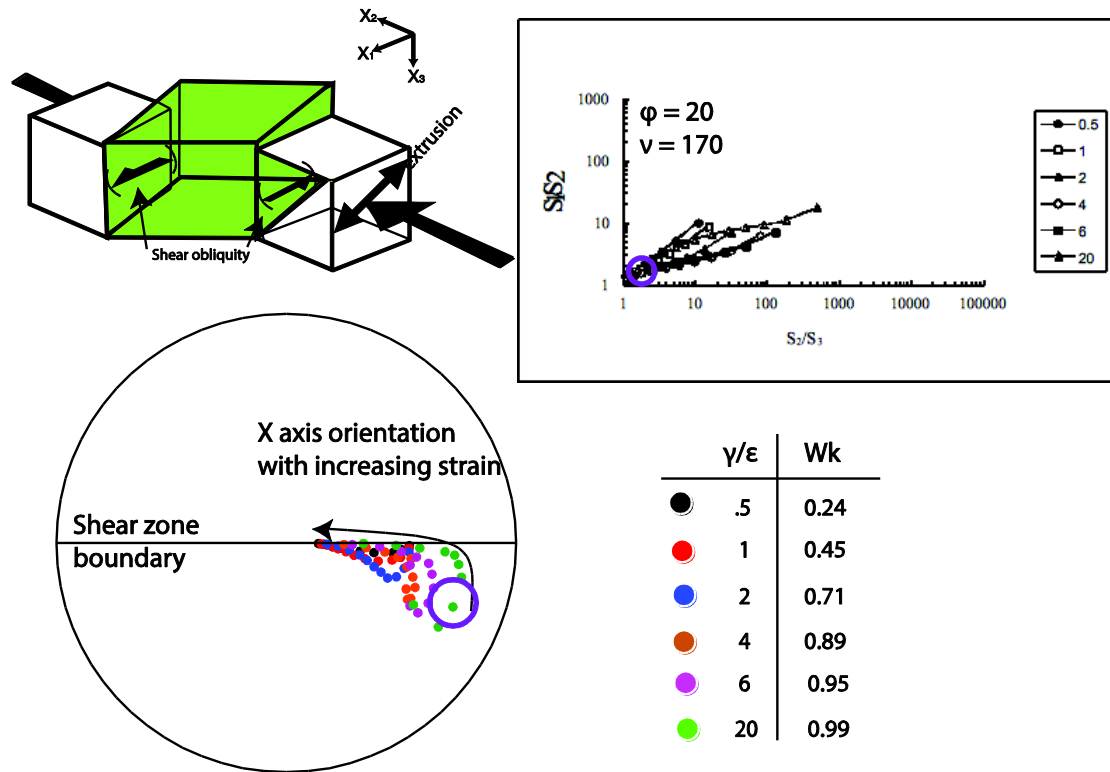 X2
X1
X3
extrusion
Shear obliquity
φ = 20
ν = 170
1000
100
10
1
S1/S2
1
10
100
1000
10000
100000
S2/S3
0.5
1
2
4
6
20
X axis orientation
with increasing strain
Shear zone
boundary
γ/ε Wk
.5 0.24
1 0.45
2 0.71
4 0.89
6 0.95
20 0.99